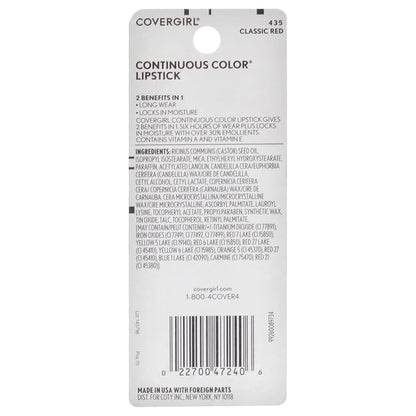 COVERGIRL®
435
CLASSIC RED
CONTINUOUS COLOR®
LIPSTICK
2 BENEFITS IN 1
• LONG WEAR
• LOCKS IN MOISTURE
COVERGIRL CONTINUOUS COLOR LIPSTICK GIVES
2 BENEFITS IN 1. SIX HOURS OF WEAR PLUS LOCKS
IN MOISTURE WITH OVER 30% EMOLLIENTS.
CONTAINS VITAMIN A AND VITAMIN E.
INGREDIENTS: RICINUS COMMUNIS (CASTOR) SEED OIL,
ISOPROPYL ISOSTEARATE, MICA, ETHYLHEXYL HYDROXYSTEARATE,
PARAFFIN, ACETYLATED LANOLIN, CANDELILLA CERA/EUPHORBIA
CERIFERA (CANDELILLA) WAX/CIRE DE CANDELILLA,
CETYL ALCOHOL, CETYL LACTATE, COPERNICIA CERIFERA
CERA/ COPERNICIA CERIFERA (CARNAUBA) WAX/CIRE DE
CARNAUBA, CERA MICROCRISTALLINA/MICROCRYSTALLINE
WAX/CIRE MICROCRYSTALLINE, ASCORBYL PALMITATE, LAUROYL
LYSINE, TOCOPHERYL ACETATE, PROPYLPARABEN, SYNTHETIC WAX,
TIN OXIDE, TALC, TOCOPHEROL, RETINYL PALMITATE,
[MAY CONTAIN/PEUT CONTENIR/+/-:TITANIUM DIOXIDE (CI 77891),
IRON OXIDES (CI 77491, CI 77492, CI 77499), RED 7 LAKE (CI 15850),
YELLOW 5 LAKE (CI 19140), RED 6 LAKE (CI 15850), RED 27 LAKE
(CI 45410), YELLOW 6 LAKE (CI 15985), ORANGE 5 (CI 45370), RED 27
(CI 45410), BLUE 1 LAKE (CI 42090), CARMINE (CI 75470), RED 21
(CI 45380)].
covergirl.com
1-800-4COVER4
9926008973
0 22700 47240 6
MADE IN USA WITH FOREIGN PARTS
DIST. FOR COTY INC., NEW YORK, NY 10118